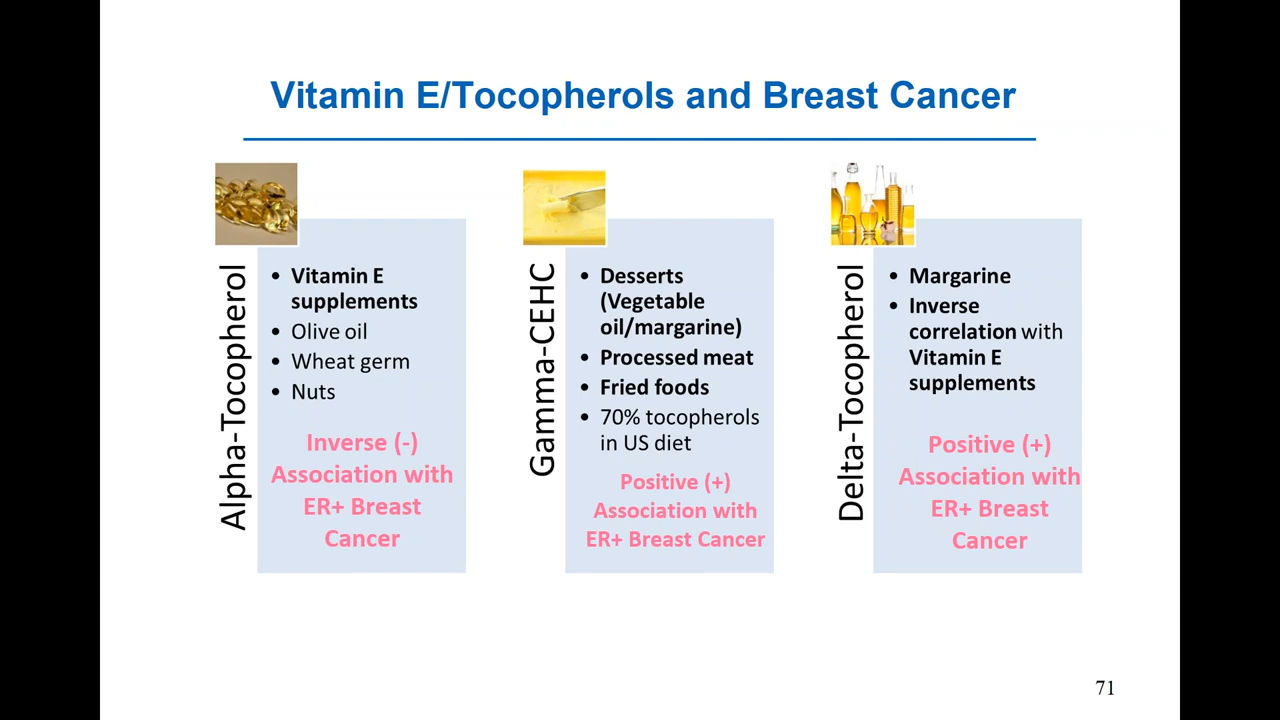 Vitamin E/Tocopherols and Breast Cancer
Alpha-Tocopherol
• Vitamin E
supplements
• Olive oil
• Wheat germ
• Nuts
Inverse (-)
Association with
ER+ Breast
Cancer
Gamma-CEHC
• Desserts
(Vegetable
oil/margarine)
• Processed meat
• Fried foods
• 70% tocopherols
in US diet
Positive (+)
Association with
ER+ Breast Cancer
Delta-Tocopherol
• Margarine
• Inverse
correlation with
Vitamin E
supplements
Positive (+)
Association with
ER+ Breast
Cancer
71